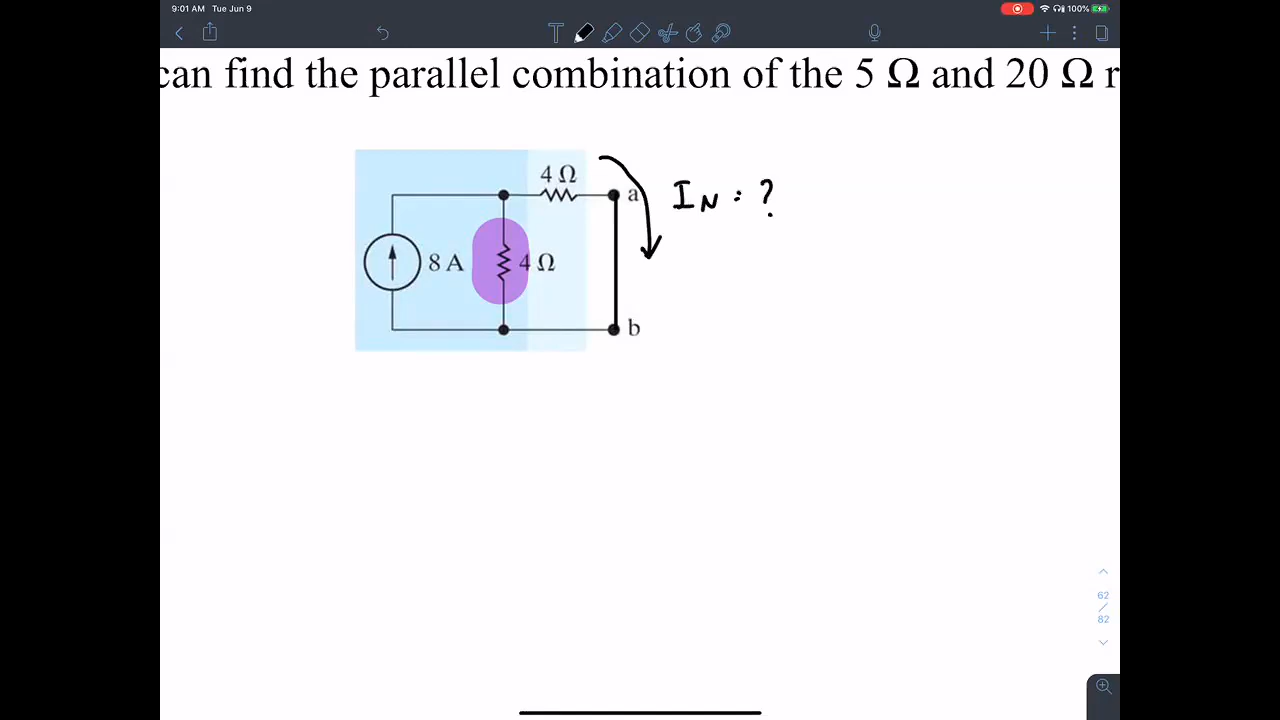 9:01 AM Tue Jun 9
100%
T
can find the parallel combination of the 5 Ω and 20 Ω r
4 Ω
a
I_N = ?
8 A
4 Ω
b
62
/
82